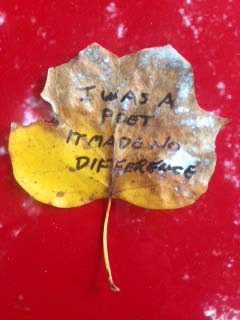 I WAS A
POET
IT MADE NO
DIFFERENCE